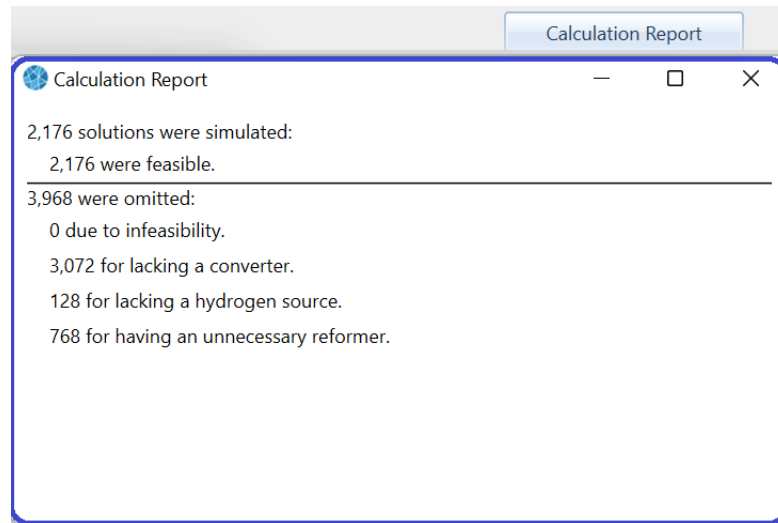 Calculation Report
Calculation Report
2,176 solutions were simulated:
2,176 were feasible.
3,968 were omitted:
0 due to infeasibility.
3,072 for lacking a converter.
128 for lacking a hydrogen source.
768 for having an unnecessary reformer.